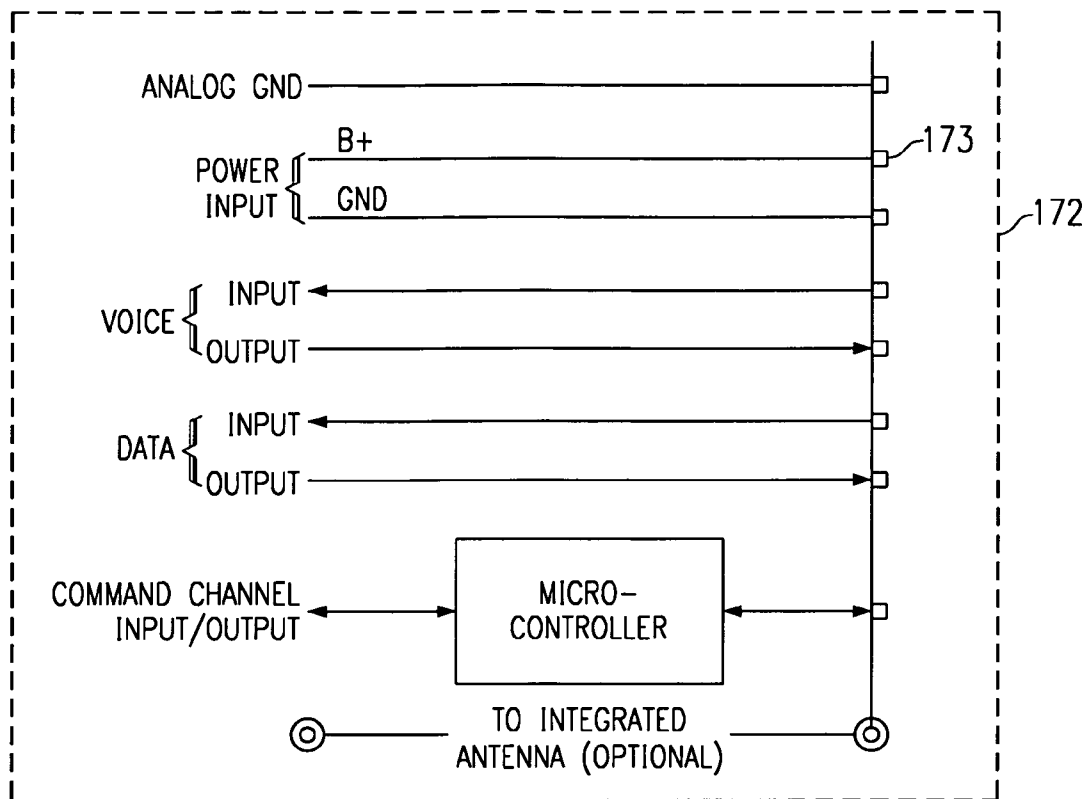 ANALOG GND
B+
173
POWER
INPUT
GND
172
INPUT
VOICE
OUTPUT
INPUT
DATA
OUTPUT
COMMAND CHANNEL
INPUT/OUTPUT
MICRO-
CONTROLLER
TO INTEGRATED
ANTENNA (OPTIONAL)